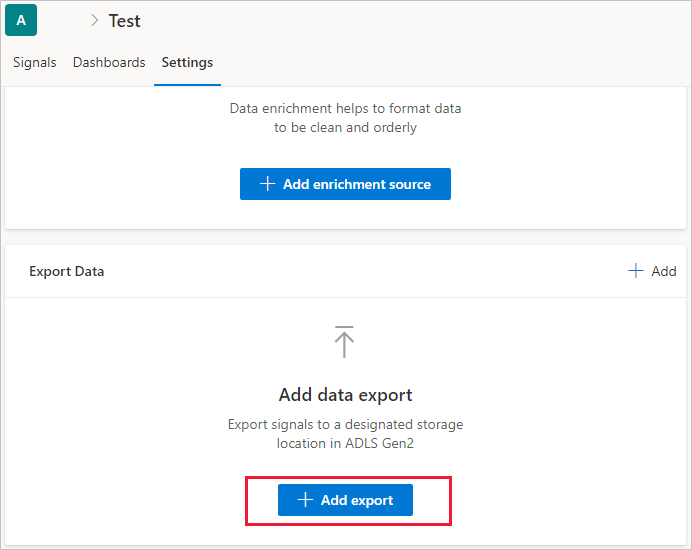 A
Test
Signals Dashboards Settings
Data enrichment helps to format data
to be clean and orderly
Add enrichment source
Export Data
Add
Add data export
Export signals to a designated storage
location in ADLS Gen2
Add export